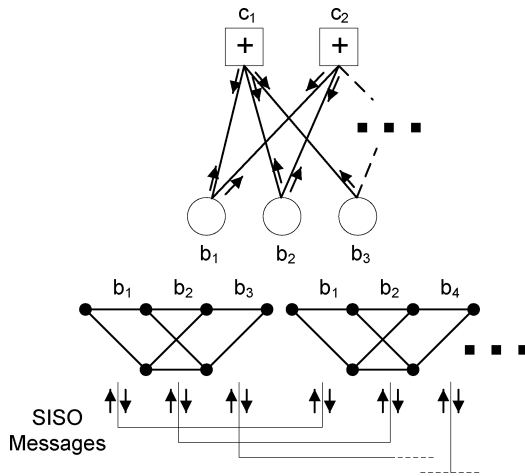 c₁ c₂
+ +
b₁ b₂ b₃
b₁ b₂ b₃ b₁ b₂ b₄
SISO
Messages